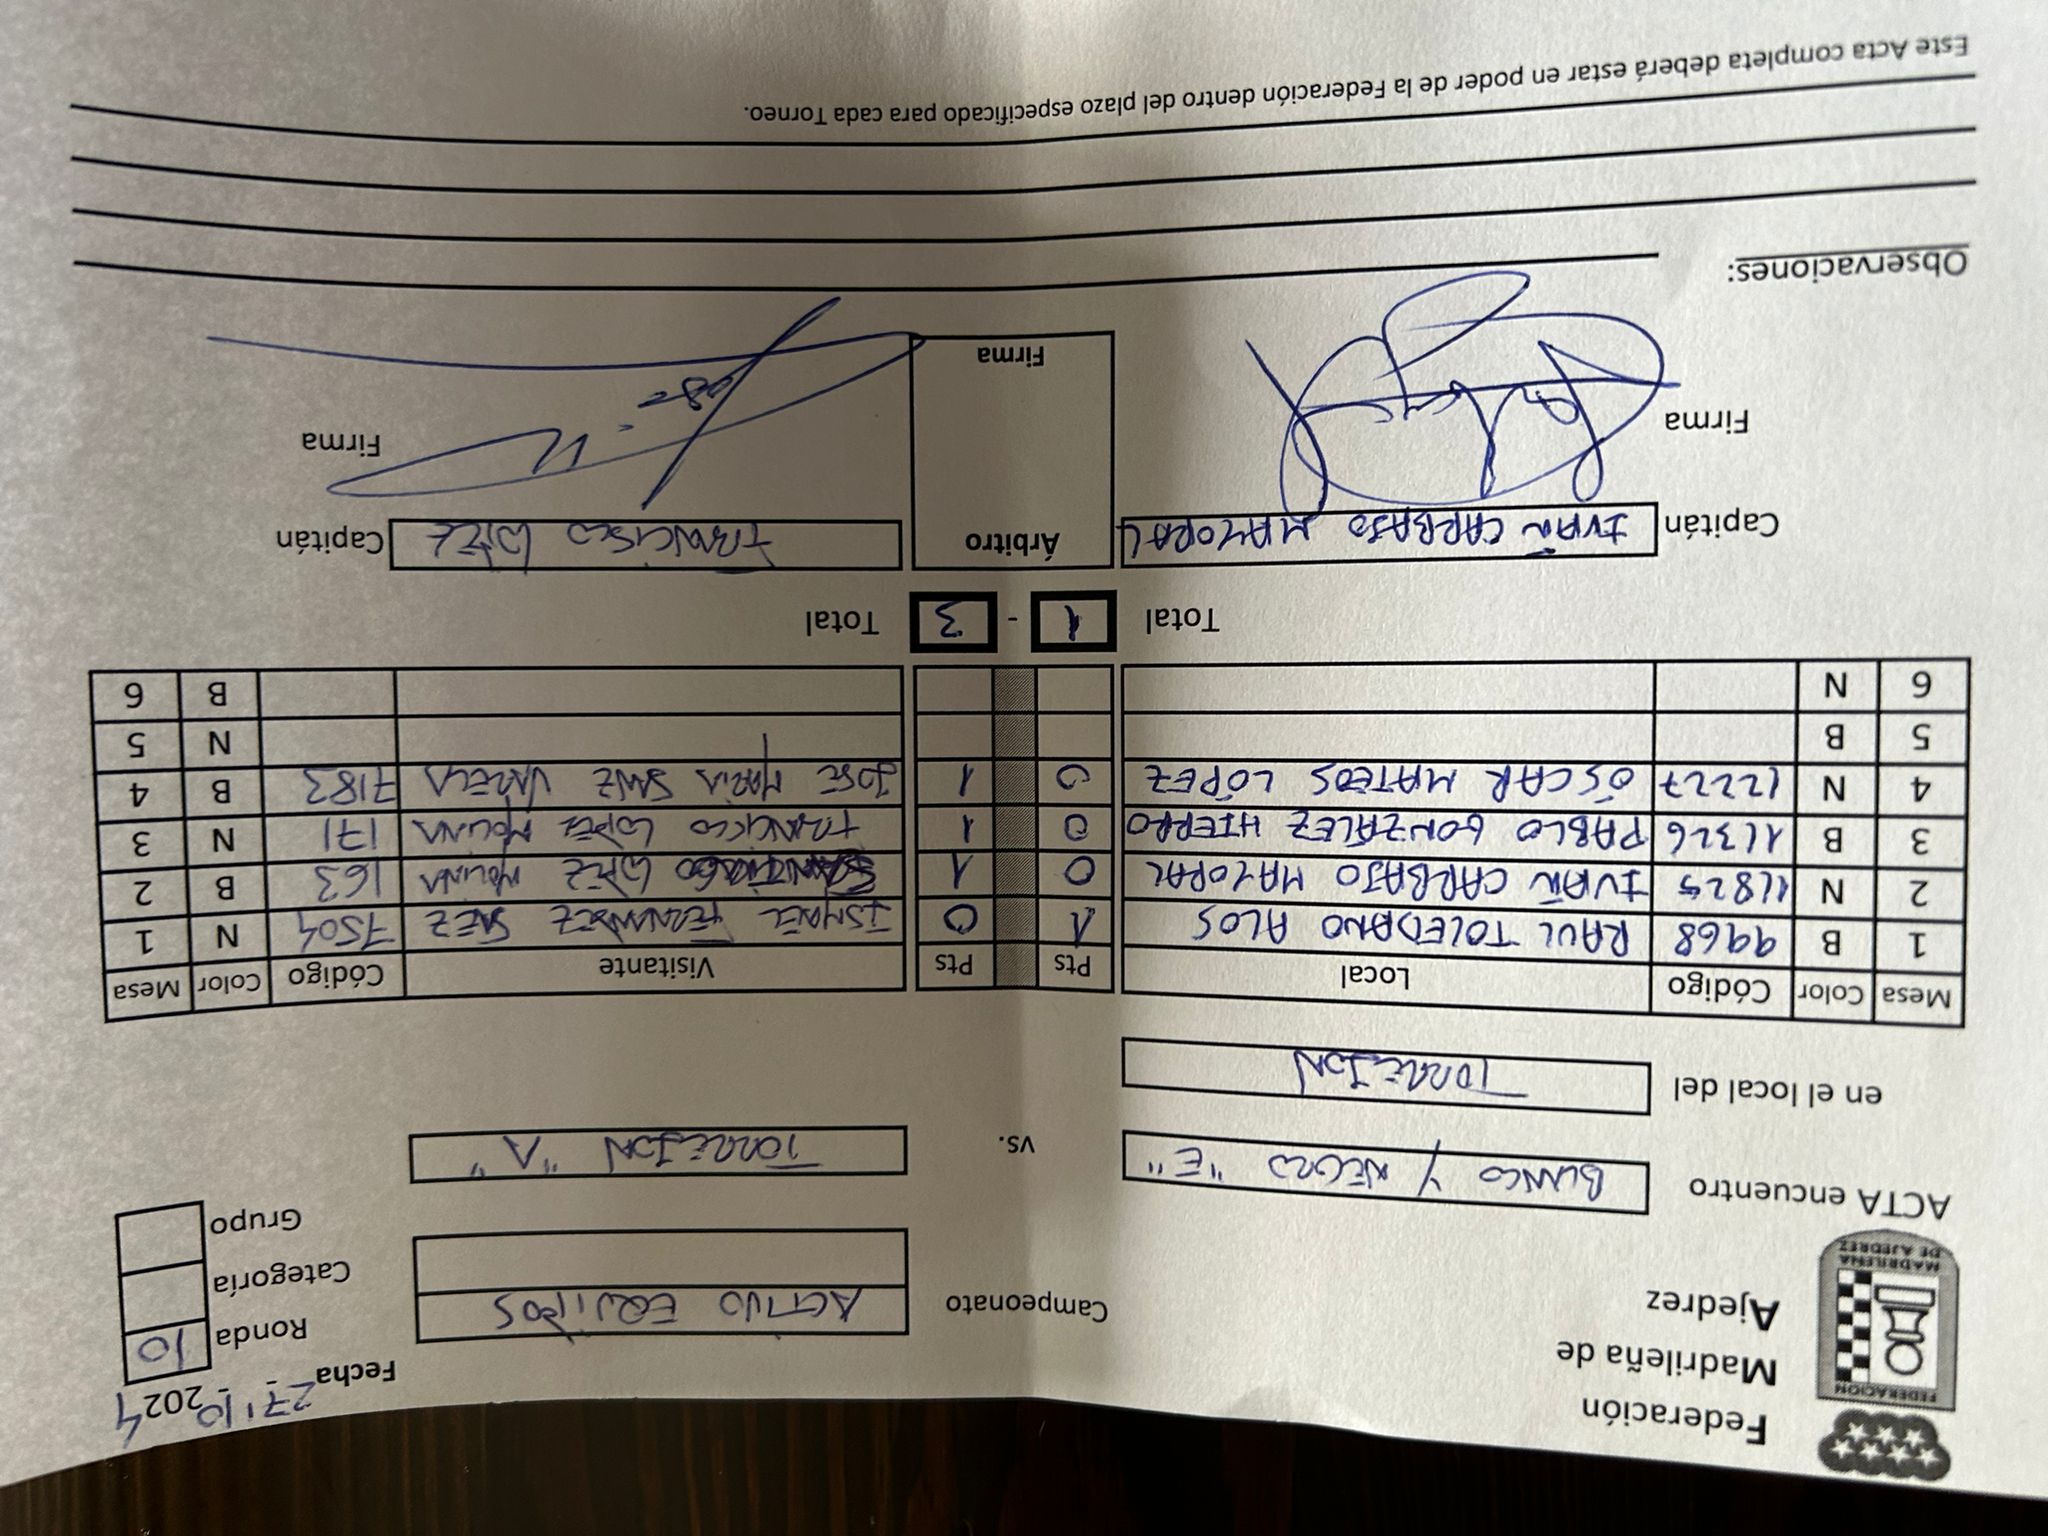 Federación
Madrileña de
Ajedrez
FEDERACION
MADRILEÑA
DE AJEDREZ
Fecha 27-10-2024
Ronda 10
Categoría
Grupo
Campeonato ACTIVO EQUIPOS
ACTA encuentro BLANCO Y NEGRO "E" vs. TORREJON "A"
en el local del TORREJON
Mesa Color Código Local Pts Pts Visitante Código Color Mesa
1 B 9968 RAUL TOLEDANO ALOS 1 0 ISMAEL FERNANDEZ SAEZ 7504 N 1
2 N 11825 IVÁN CARBAJO MAYORAL 0 1 SANTIAGO LÓPEZ MOLINA 163 B 2
3 B 11326 PABLO GONZÁLEZ HIERRO 0 1 FRANCISCO LÓPEZ MOLINA 171 N 3
4 N 12227 ÓSCAR MATEOS LÓPEZ 0 1 JOSE MARIA SANZ VARELA 7183 B 4
5 B N 5
6 N B 6
Total 1 - 3 Total
Capitán IVÁN CARBAJO MAYORAL Árbitro FRANCISCO LÓPEZ Capitán
Firma Firma Firma
Observaciones:
Este Acta completa deberá estar en poder de la Federación dentro del plazo especificado para cada Torneo.